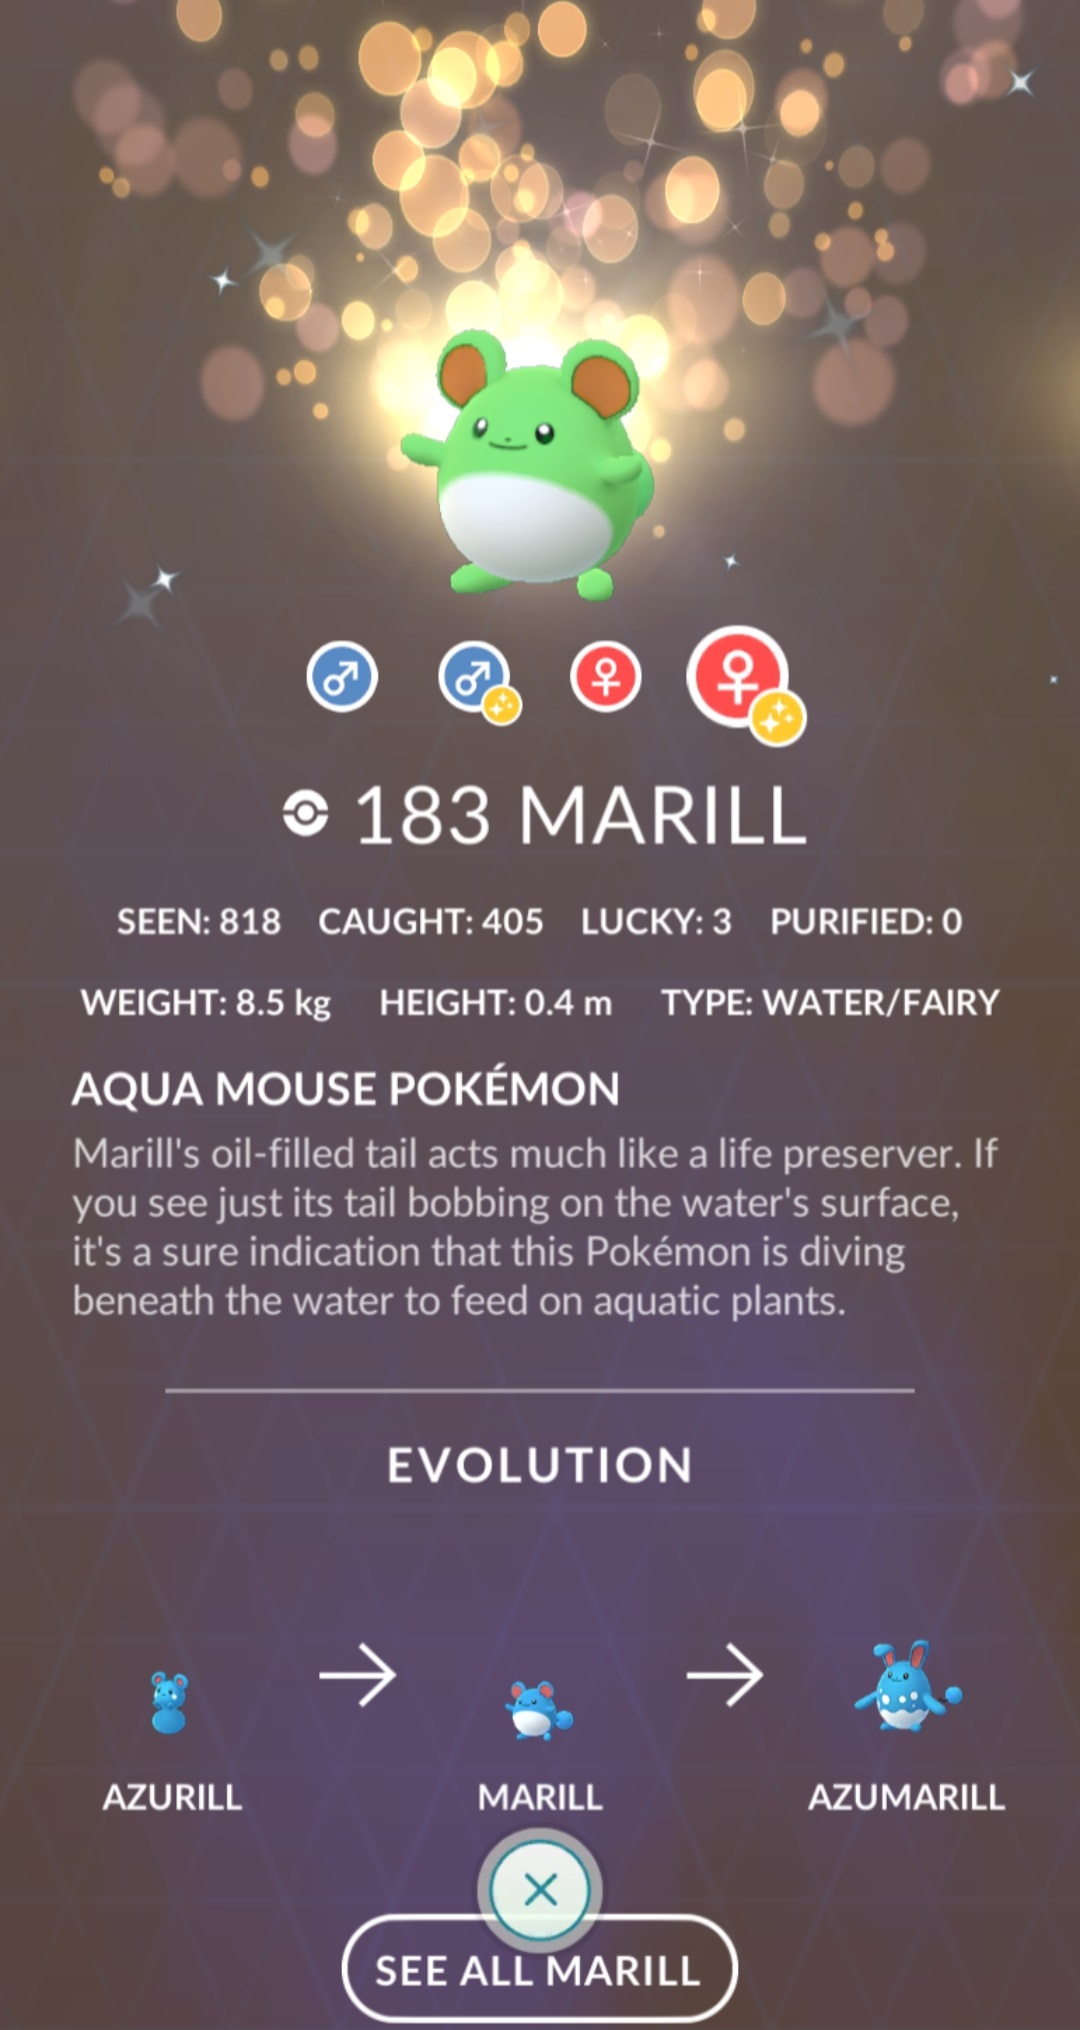 183 MARILL
SEEN: 818 CAUGHT: 405 LUCKY: 3 PURIFIED: 0
WEIGHT: 8.5 kg HEIGHT: 0.4 m TYPE: WATER/FAIRY
AQUA MOUSE POKÉMON
Marill's oil-filled tail acts much like a life preserver. If
you see just its tail bobbing on the water's surface,
it's a sure indication that this Pokémon is diving
beneath the water to feed on aquatic plants.
EVOLUTION
AZURILL MARILL AZUMARILL
SEE ALL MARILL